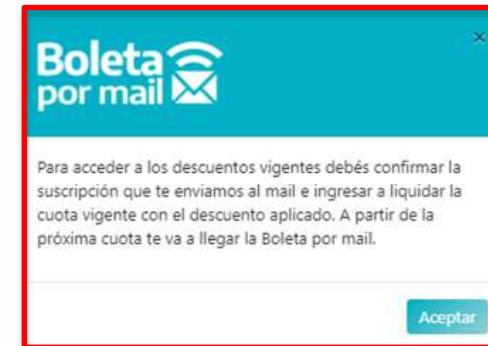 Boleta
por mail
×
Para acceder a los descuentos vigentes debés confirmar la
suscripción que te enviamos al mail e ingresar a liquidar la
cuota vigente con el descuento aplicado. A partir de la
próxima cuota te va a llegar la Boleta por mail.
Aceptar